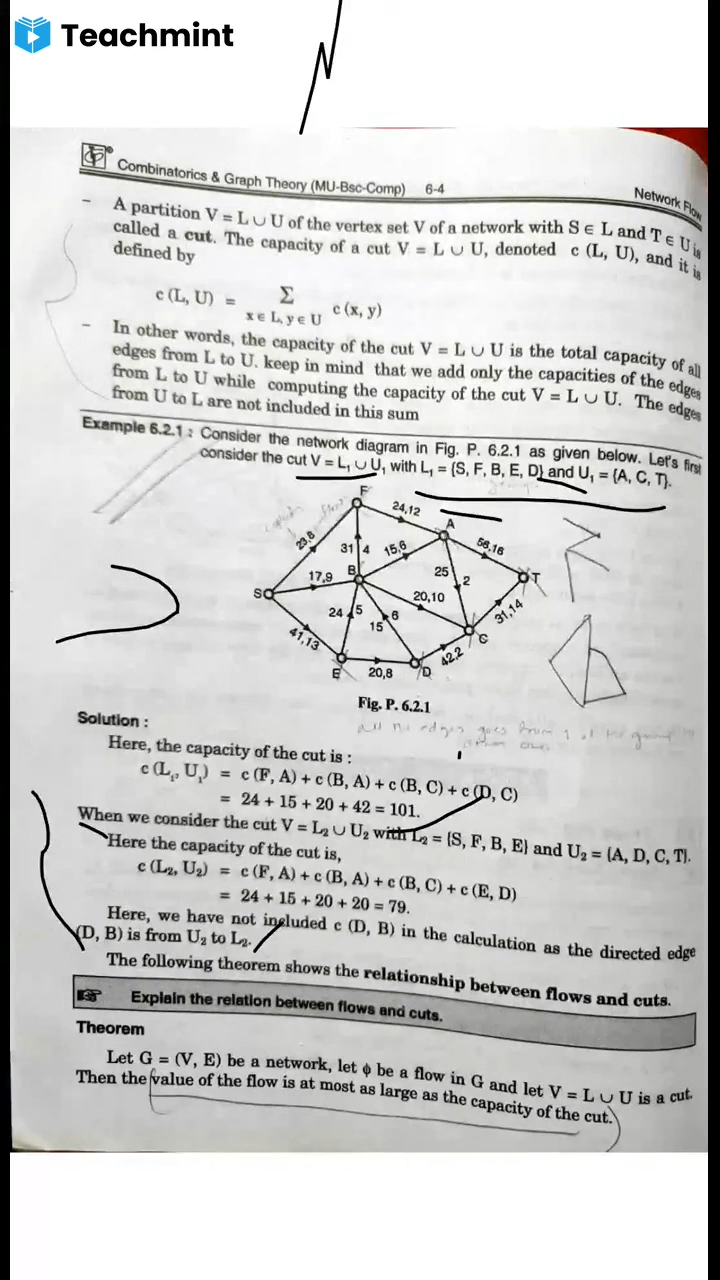 Teachmint
Combinatorics & Graph Theory (MU-Bsc-Comp) 6-4
Network Flow
– A partition V = L ∪ U of the vertex set V of a network with S ∈ L and T ∈ U is
called a cut. The capacity of a cut V = L ∪ U, denoted c (L, U), and it is
defined by
c (L, U) = Σ c (x, y)
x ∈ L, y ∈ U
– In other words, the capacity of the cut V = L ∪ U is the total capacity of all
edges from L to U. keep in mind that we add only the capacities of the edges
from L to U while computing the capacity of the cut V = L ∪ U. The edges
from U to L are not included in this sum
Example 6.2.1 : Consider the network diagram in Fig. P. 6.2.1 as given below. Let's first
consider the cut V = L₁ ∪ U₁ with L₁ = {S, F, B, E, D} and U₁ = {A, C, T}.
F
24,12
A
23,8
31 4
15,6
56,16
B
25 2
T
17,9
S
20,10
24 5
6
15
31,14
C
41,13
42,2
E
20,8
D
Fig. P. 6.2.1
all the edges goes from
Solution :
Here, the capacity of the cut is :
c (L₁, U₁) = c (F, A) + c (B, A) + c (B, C) + c (D, C)
= 24 + 15 + 20 + 42 = 101.
When we consider the cut V = L₂ ∪ U₂ with L₂ = {S, F, B, E} and U₂ = {A, D, C, T}.
Here the capacity of the cut is,
c (L₂, U₂) = c (F, A) + c (B, A) + c (B, C) + c (E, D)
= 24 + 15 + 20 + 20 = 79.
Here, we have not included c (D, B) in the calculation as the directed edge
(D, B) is from U₂ to L₂.
The following theorem shows the relationship between flows and cuts.
Explain the relation between flows and cuts.
Theorem
Let G = (V, E) be a network, let ϕ be a flow in G and let V = L ∪ U is a cut.
Then the value of the flow is at most as large as the capacity of the cut.